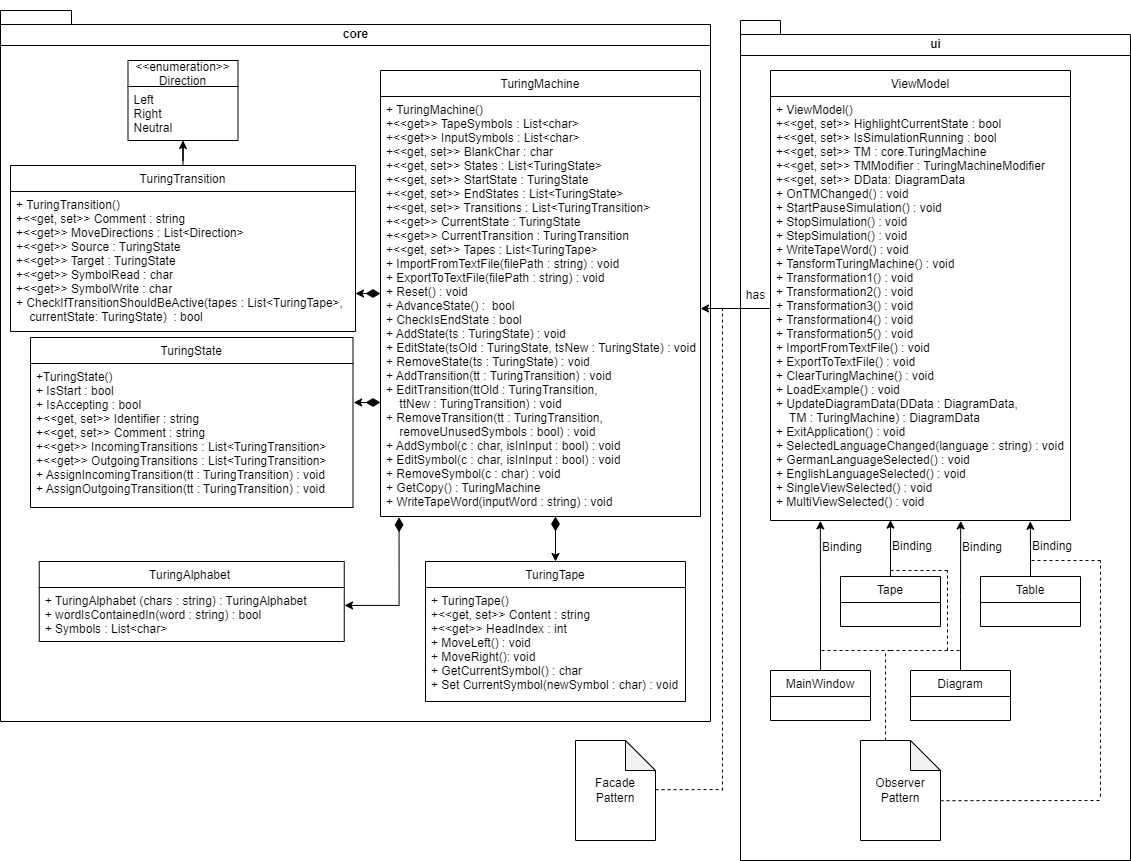 core
<<enumeration>>
Direction
Left
Right
Neutral
TuringTransition
+ TuringTransition()
+<<get, set>> Comment : string
+<<get>> MoveDirections : List<Direction>
+<<get>> Source : TuringState
+<<get>> Target : TuringState
+<<get>> SymbolRead : char
+<<get>> SymbolWrite : char
+ CheckIfTransitionShouldBeActive(tapes : List<TuringTape>,
currentState: TuringState) : bool
TuringState
+TuringState()
+ IsStart : bool
+ IsAccepting : bool
+<<get, set>> Identifier : string
+<<get, set>> Comment : string
+<<get>> IncomingTransitions : List<TuringTransition>
+<<get>> OutgoingTransitions : List<TuringTransition>
+ AssignIncomingTransition(tt : TuringTransition) : void
+ AssignOutgoingTransition(tt : TuringTransition) : void
TuringMachine
+ TuringMachine()
+<<get>> TapeSymbols : List<char>
+<<get>> InputSymbols : List<char>
+<<get, set>> BlankChar : char
+<<get, set>> States : List<TuringState>
+<<get, set>> StartState : TuringState
+<<get, set>> EndStates : List<TuringState>
+<<get, set>> Transitions : List<TuringTransition>
+<<get>> CurrentState : TuringState
+<<get>> CurrentTransition : TuringTransition
+<<get, set>> Tapes : List<TuringTape>
+ ImportFromTextFile(filePath : string) : void
+ ExportToTextFile(filePath : string) : void
+ Reset() : void
+ AdvanceState() : bool
+ CheckIsEndState : bool
+ AddState(ts : TuringState) : void
+ EditState(tsOld : TuringState, tsNew : TuringState) : void
+ RemoveState(ts : TuringState) : void
+ AddTransition(tt : TuringTransition) : void
+ EditTransition(ttOld : TuringTransition,
ttNew : TuringTransition) : void
+ RemoveTransition(tt : TuringTransition,
removeUnusedSymbols : bool) : void
+ AddSymbol(c : char, isInInput : bool) : void
+ EditSymbol(c : char, isInInput : bool) : void
+ RemoveSymbol(c : char) : void
+ GetCopy() : TuringMachine
+ WriteTapeWord(inputWord : string) : void
TuringAlphabet
+ TuringAlphabet (chars : string) : TuringAlphabet
+ wordIsContainedIn(word : string) : bool
+ Symbols : List<char>
TuringTape
+ TuringTape()
+<<get, set>> Content : string
+<<get>> HeadIndex : int
+ MoveLeft() : void
+ MoveRight(): void
+ GetCurrentSymbol() : char
+ Set CurrentSymbol(newSymbol : char) : void
Facade
Pattern
has
ui
ViewModel
+ ViewModel()
+<<get, set>> HighlightCurrentState : bool
+<<get, set>> IsSimulationRunning : bool
+<<get, set>> TM : core.TuringMachine
+<<get, set>> TMModifier : TuringMachineModifier
+<<get, set>> DData: DiagramData
+ OnTMChanged() : void
+ StartPauseSimulation() : void
+ StopSimulation() : void
+ StepSimulation() : void
+ WriteTapeWord() : void
+ TansformTuringMachine() : void
+ Transformation1() : void
+ Transformation2() : void
+ Transformation3() : void
+ Transformation4() : void
+ Transformation5() : void
+ ImportFromTextFile() : void
+ ExportToTextFile() : void
+ ClearTuringMachine() : void
+ LoadExample() : void
+ UpdateDiagramData(DData : DiagramData,
TM : TuringMachine) : DiagramData
+ ExitApplication() : void
+ SelectedLanguageChanged(language : string) : void
+ GermanLanguageSelected() : void
+ EnglishLanguageSelected() : void
+ SingleViewSelected() : void
+ MultiViewSelected() : void
Binding
Binding
Binding
Binding
Tape
Table
MainWindow
Diagram
Observer
Pattern